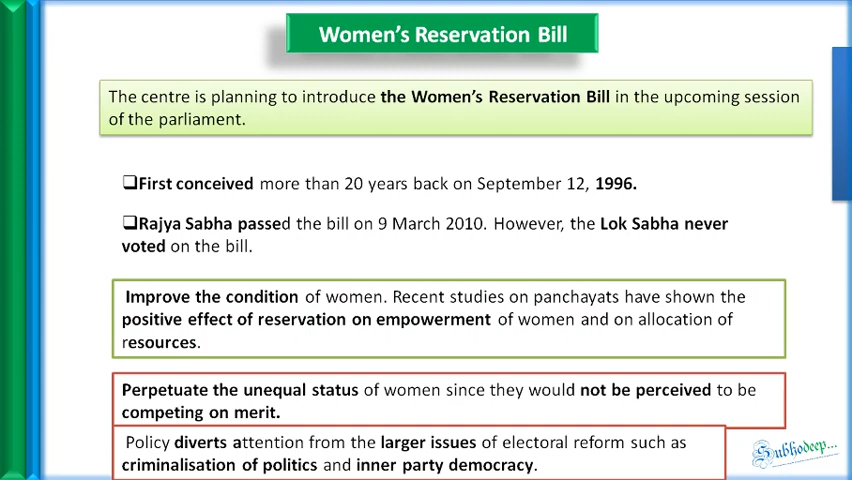 Women's Reservation Bill
The centre is planning to introduce the Women's Reservation Bill in the upcoming session
of the parliament.
❑First conceived more than 20 years back on September 12, 1996.
❑Rajya Sabha passed the bill on 9 March 2010. However, the Lok Sabha never
voted on the bill.
Improve the condition of women. Recent studies on panchayats have shown the
positive effect of reservation on empowerment of women and on allocation of
resources.
Perpetuate the unequal status of women since they would not be perceived to be
competing on merit.
Policy diverts attention from the larger issues of electoral reform such as
criminalisation of politics and inner party democracy.
Subhodeep...